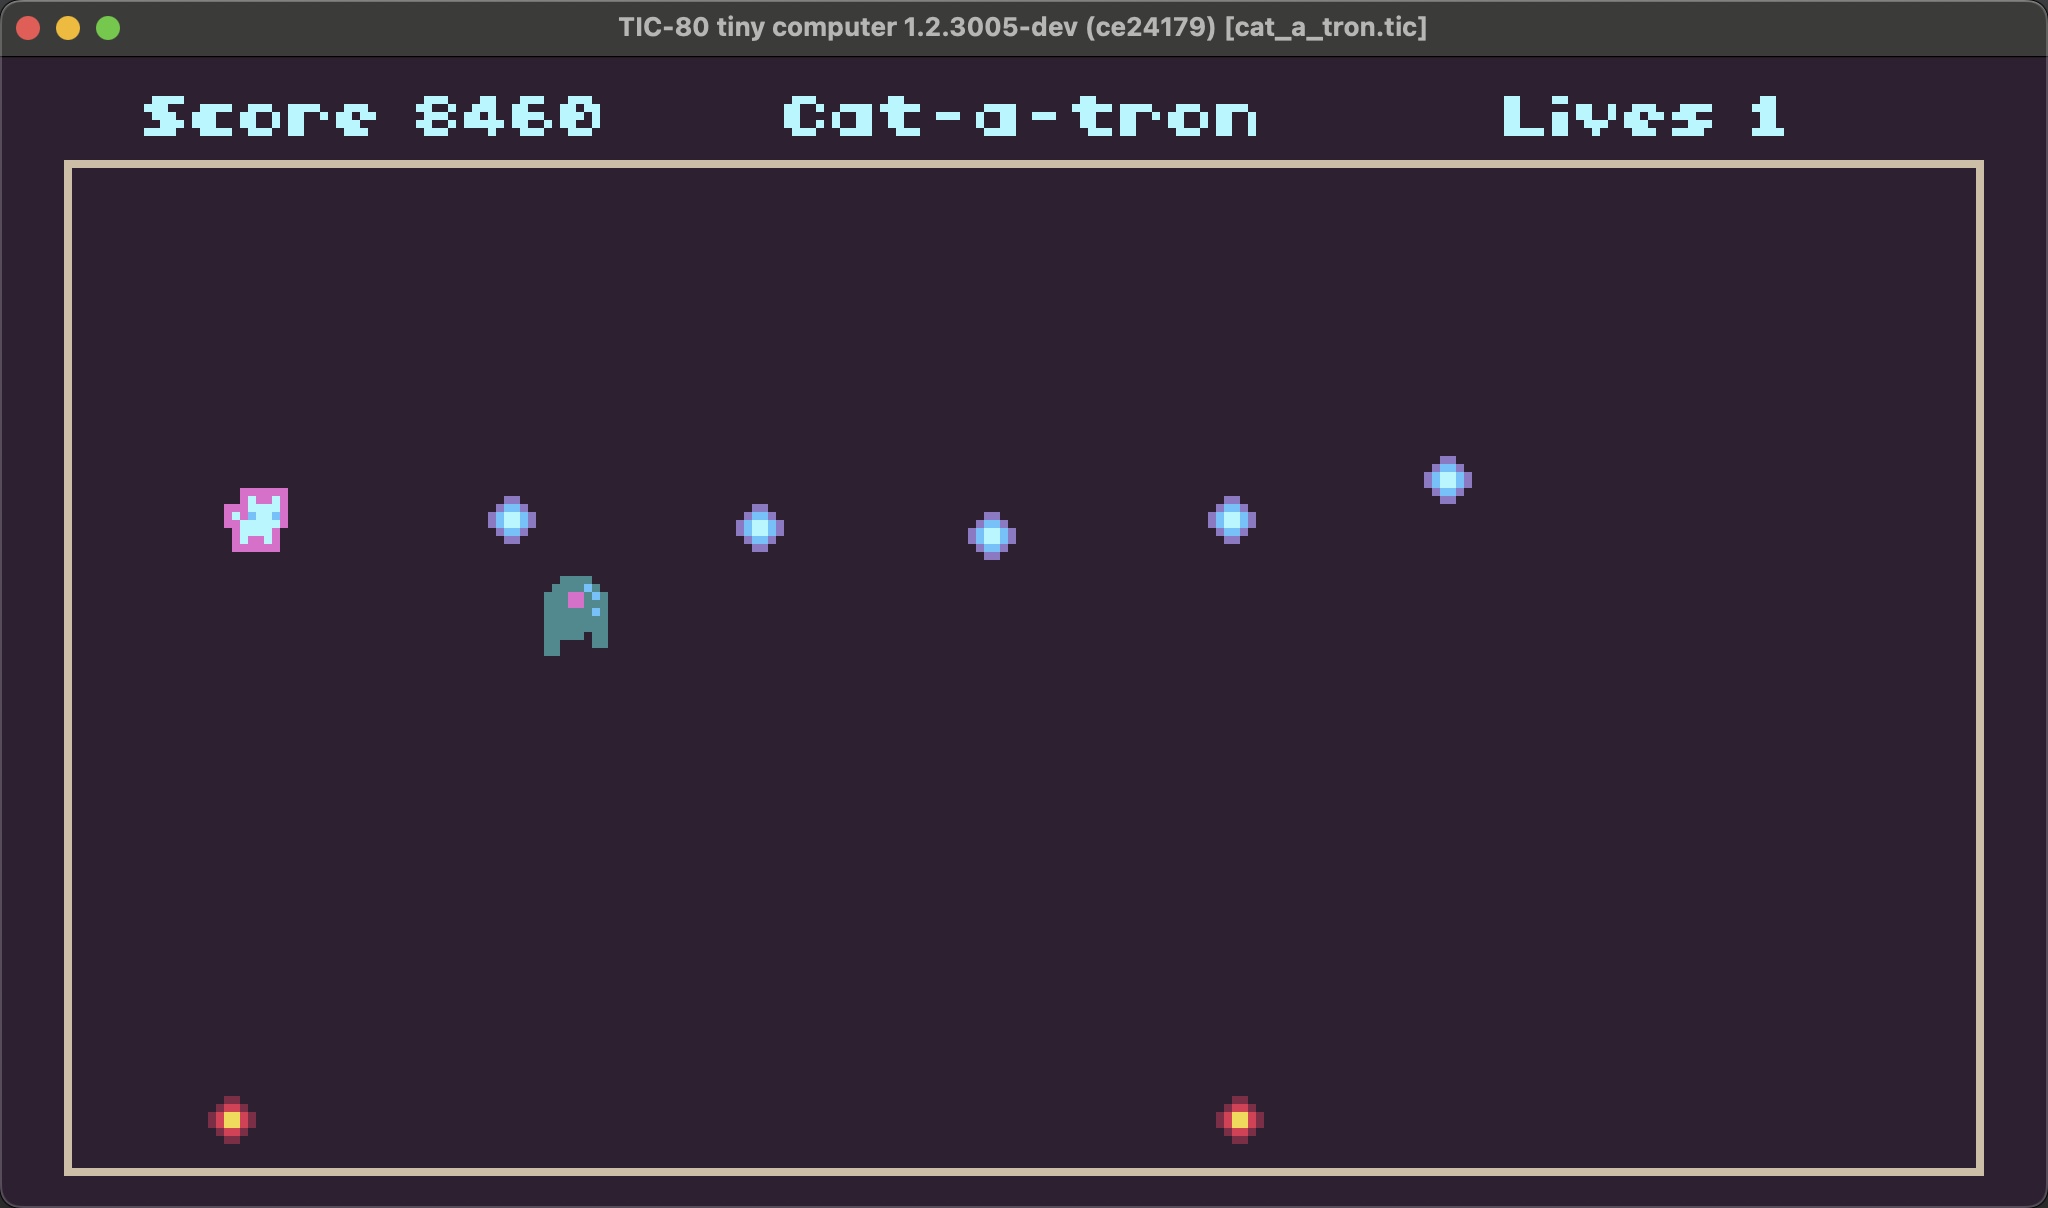 TIC-80 tiny computer 1.2.3005-dev (ce24179) [cat_a_tron.tic]
Score 8460 Cat-a-tron Lives 1